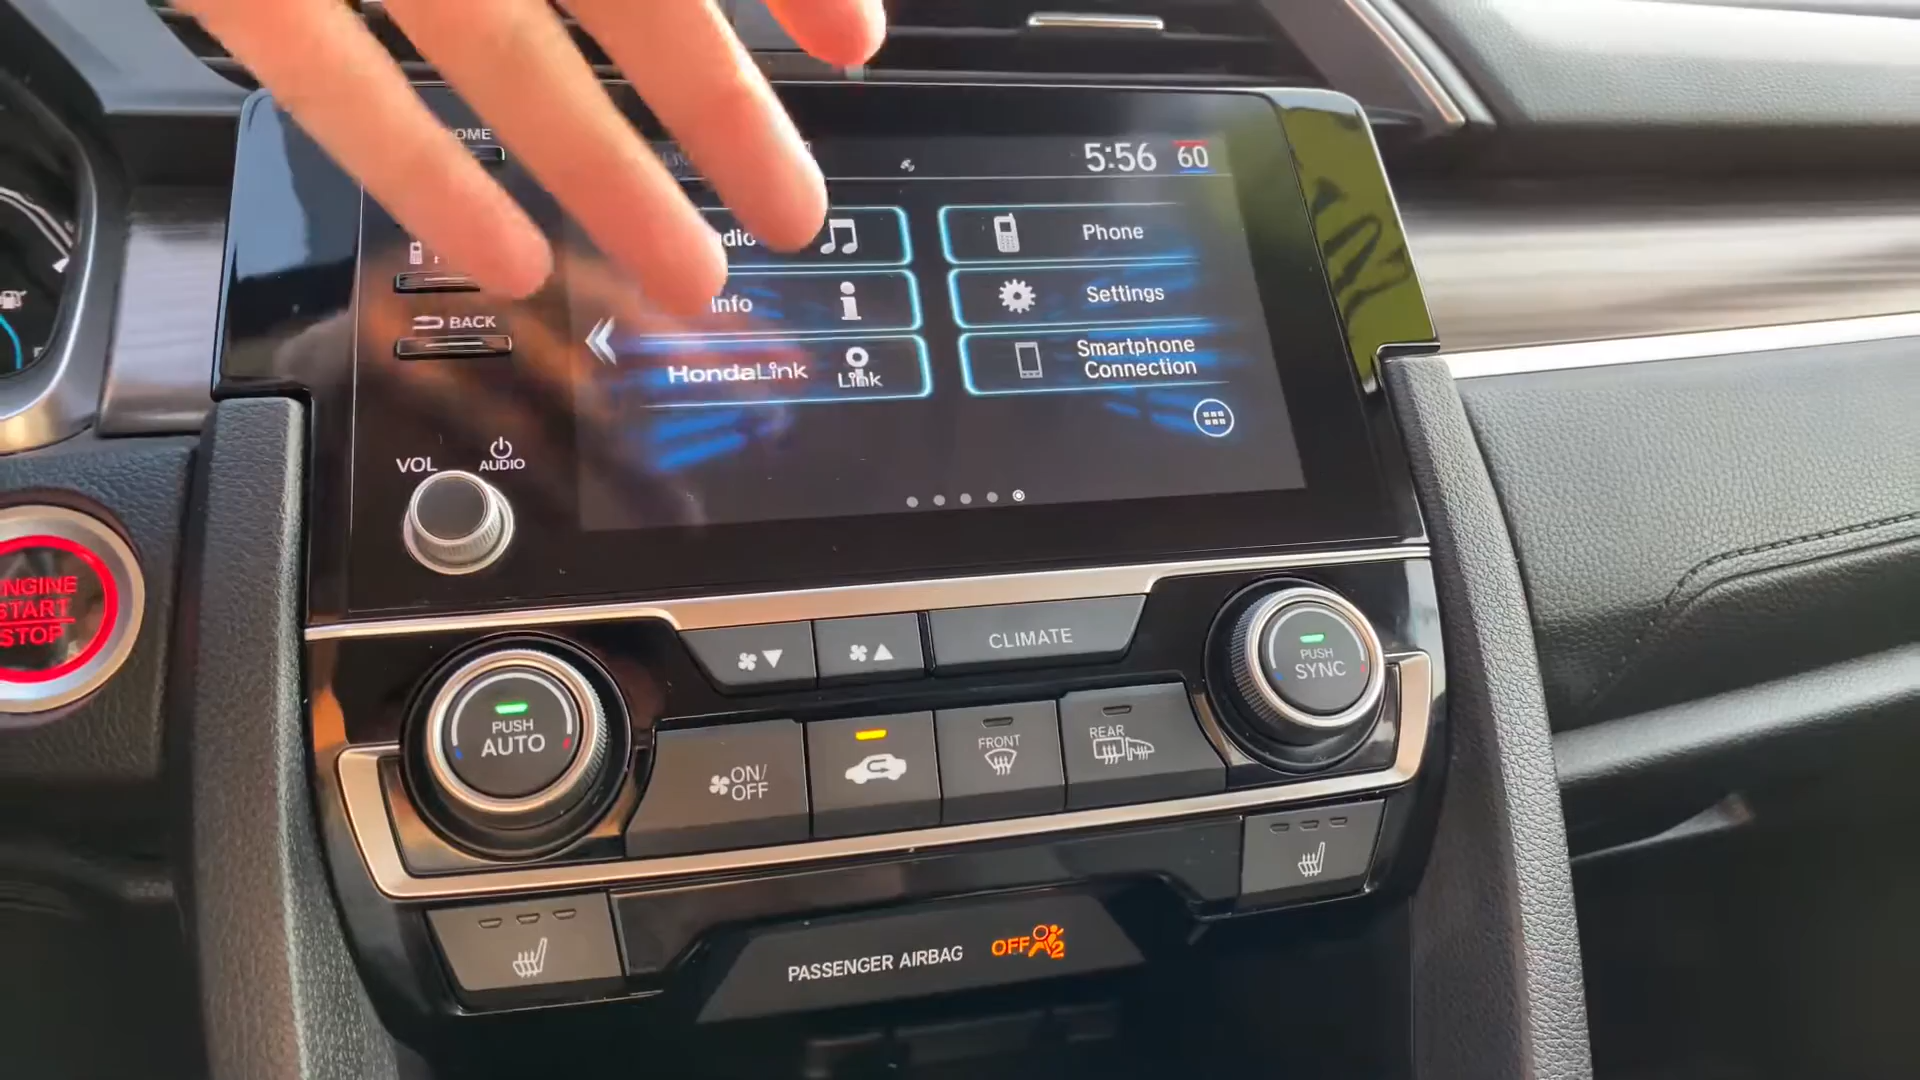 5:56 60
Phone
Info
Settings
BACK
HondaLink
Link
Smartphone
Connection
VOL
AUDIO
START
STOP
A
CLIMATE
PUSH
SYNC
PUSH
AUTO
ON/
OFF
FRONT
REAR
PASSENGER AIRBAG
OFF
2